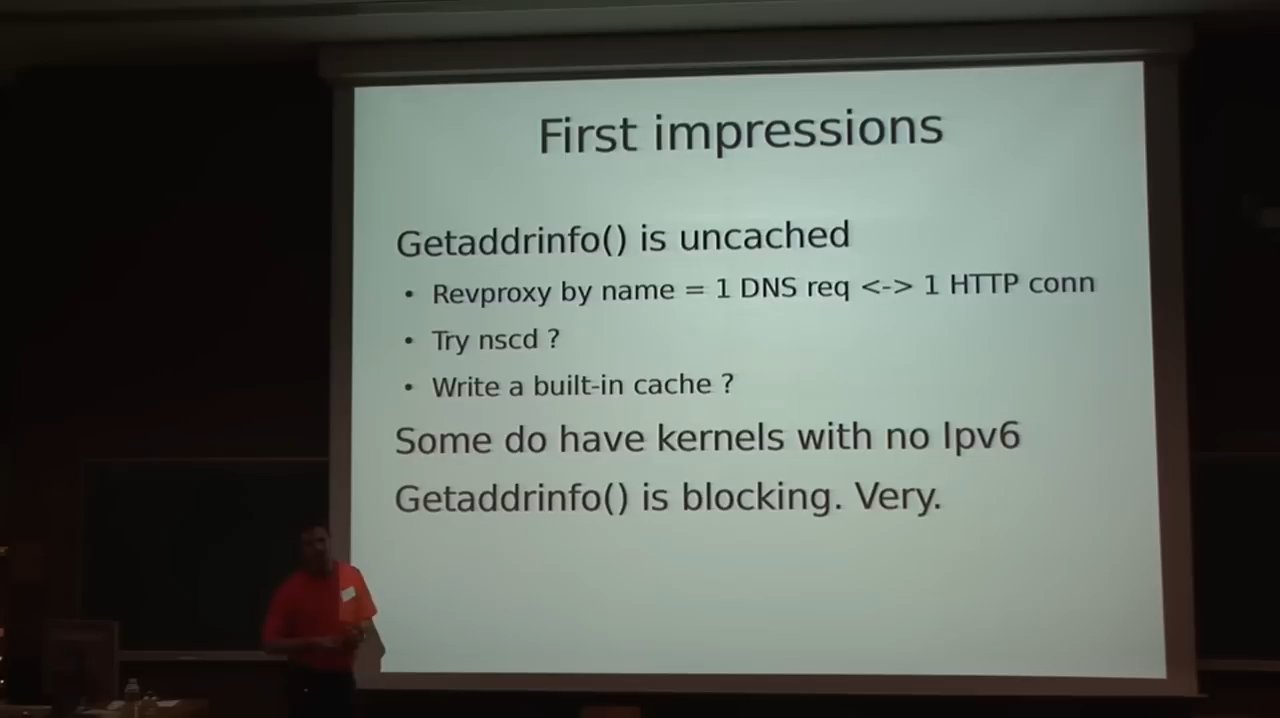 First impressions
Getaddrinfo() is uncached
• Revproxy by name = 1 DNS req <-> 1 HTTP conn
• Try nscd ?
• Write a built-in cache ?
Some do have kernels with no Ipv6
Getaddrinfo() is blocking. Very.